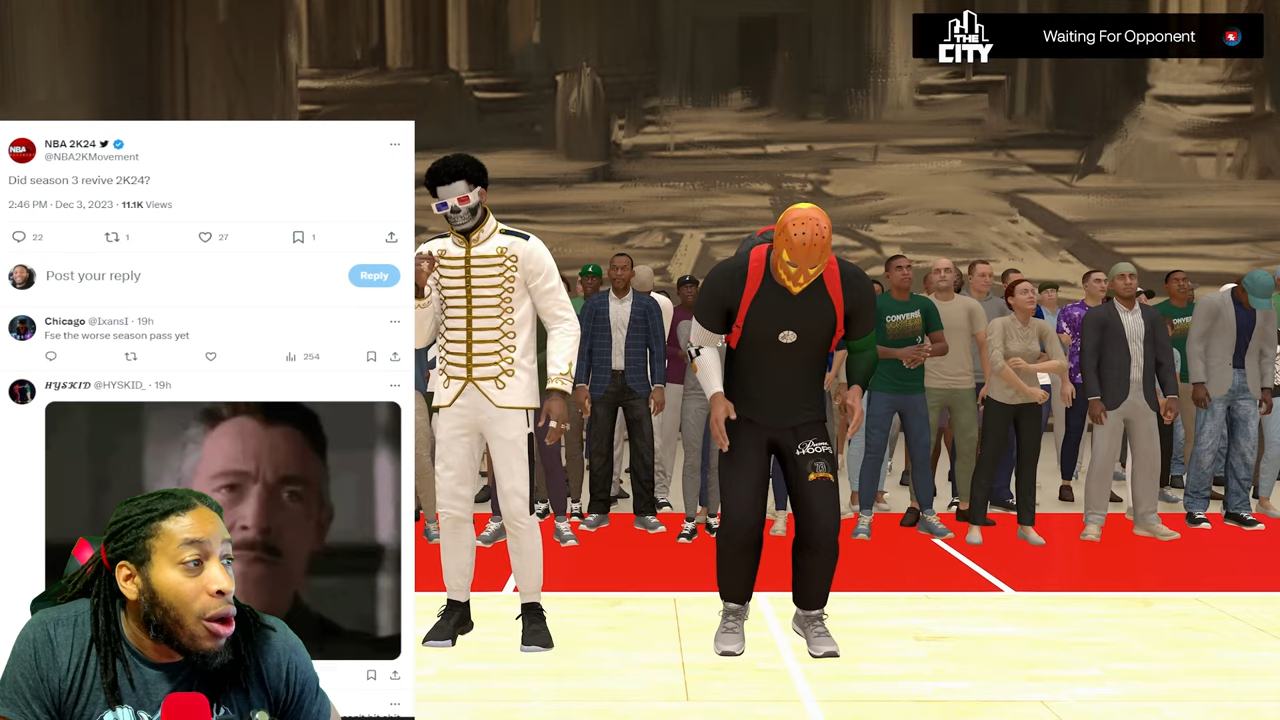 THE
CITY
Waiting For Opponent
NBA 2K24
@NBA2KMovement
Did season 3 revive 2K24?
2:46 PM · Dec 3, 2023 · 11.1K Views
22 1 27 1
Post your reply
Reply
Chicago @IxansI · 19h
Fse the worse season pass yet
254
HYSKID @HYSKID_ · 19h
CONVERSE
HOOPS